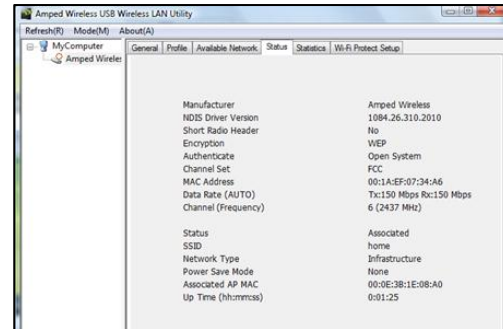 Amped Wireless USB Wireless LAN Utility
Refresh(R) Mode(M) About(A)
MyComputer
Amped Wireles
General Profile Available Network Status Statistics Wi-Fi Protect Setup
Manufacturer Amped Wireless
NDIS Driver Version 1084.26.310.2010
Short Radio Header No
Encryption WEP
Authenticate Open System
Channel Set FCC
MAC Address 00:1A:EF:07:34:A6
Data Rate (AUTO) Tx:150 Mbps Rx:150 Mbps
Channel (Frequency) 6 (2437 MHz)
Status Associated
SSID home
Network Type Infrastructure
Power Save Mode None
Associated AP MAC 00:0E:3B:1E:08:A0
Up Time (hh:mm:ss) 0:01:25